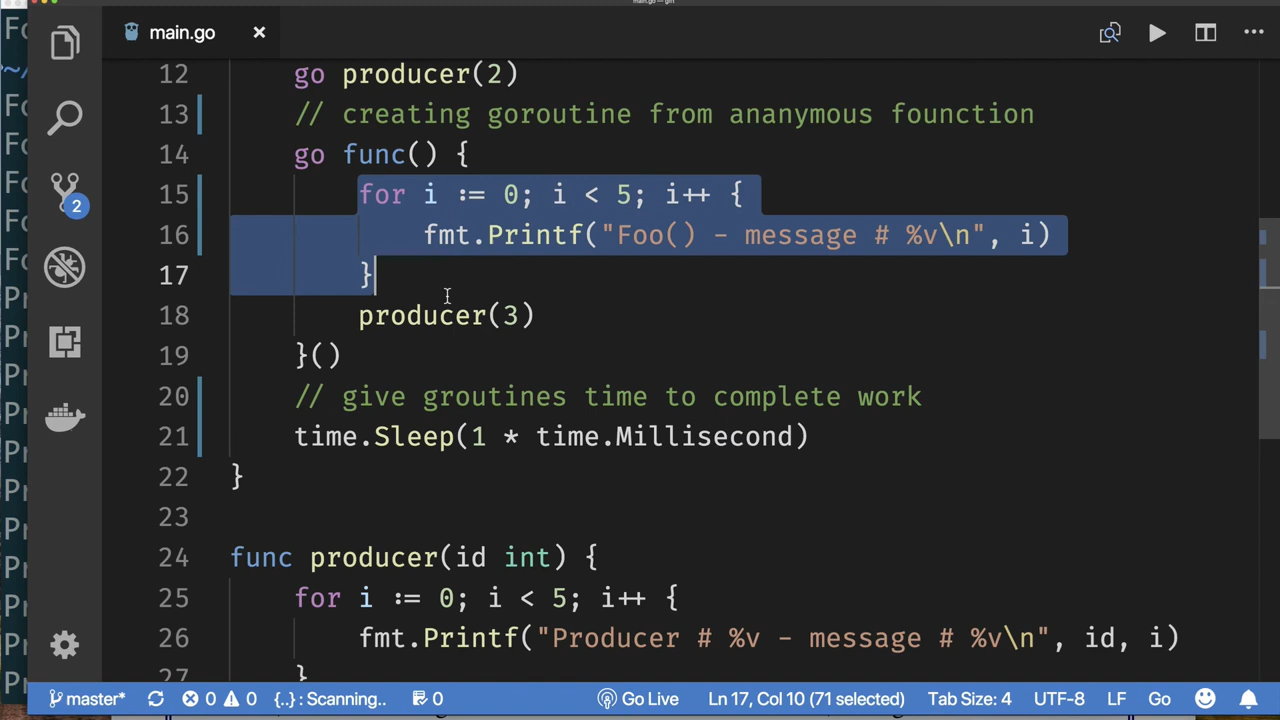 main.go — gin
main.go
12 go producer(2)
13 // creating goroutine from ananymous founction
14 go func() {
15 for i := 0; i < 5; i++ {
16 fmt.Printf("Foo() - message # %v\n", i)
17 }
18 producer(3)
19 }()
20 // give groutines time to complete work
21 time.Sleep(1 * time.Millisecond)
22 }
23
24 func producer(id int) {
25 for i := 0; i < 5; i++ {
26 fmt.Printf("Producer # %v - message # %v\n", id, i)
27 }
2
master* 0 0 {..} : Scanning.. 0 Go Live Ln 17, Col 10 (71 selected) Tab Size: 4 UTF-8 LF Go